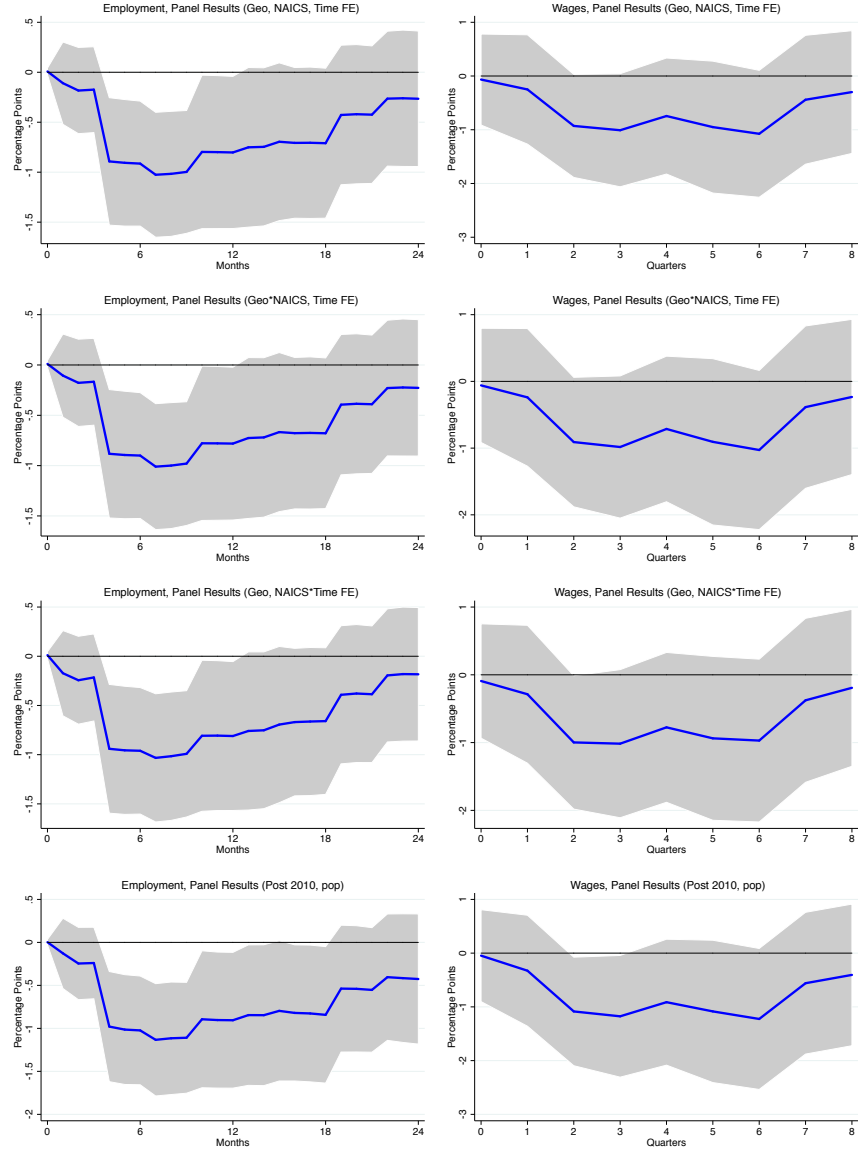 Employment, Panel Results (Geo, NAICS, Time FE)
Percentage Points
.5
0
-.5
-1
-1.5
0 6 12 18 24
Months
Wages, Panel Results (Geo, NAICS, Time FE)
Percentage Points
1
0
-1
-2
-3
0 1 2 3 4 5 6 7 8
Quarters
Employment, Panel Results (Geo*NAICS, Time FE)
Percentage Points
.5
0
-.5
-1
-1.5
0 6 12 18 24
Months
Wages, Panel Results (Geo*NAICS, Time FE)
Percentage Points
1
0
-1
-2
0 1 2 3 4 5 6 7 8
Quarters
Employment, Panel Results (Geo, NAICS*Time FE)
Percentage Points
.5
0
-.5
-1
-1.5
0 6 12 18 24
Months
Wages, Panel Results (Geo, NAICS*Time FE)
Percentage Points
1
0
-1
-2
0 1 2 3 4 5 6 7 8
Quarters
Employment, Panel Results (Post 2010, pop)
Percentage Points
.5
0
-.5
-1
-1.5
-2
0 6 12 18 24
Months
Wages, Panel Results (Post 2010, pop)
Percentage Points
1
0
-1
-2
-3
0 1 2 3 4 5 6 7 8
Quarters